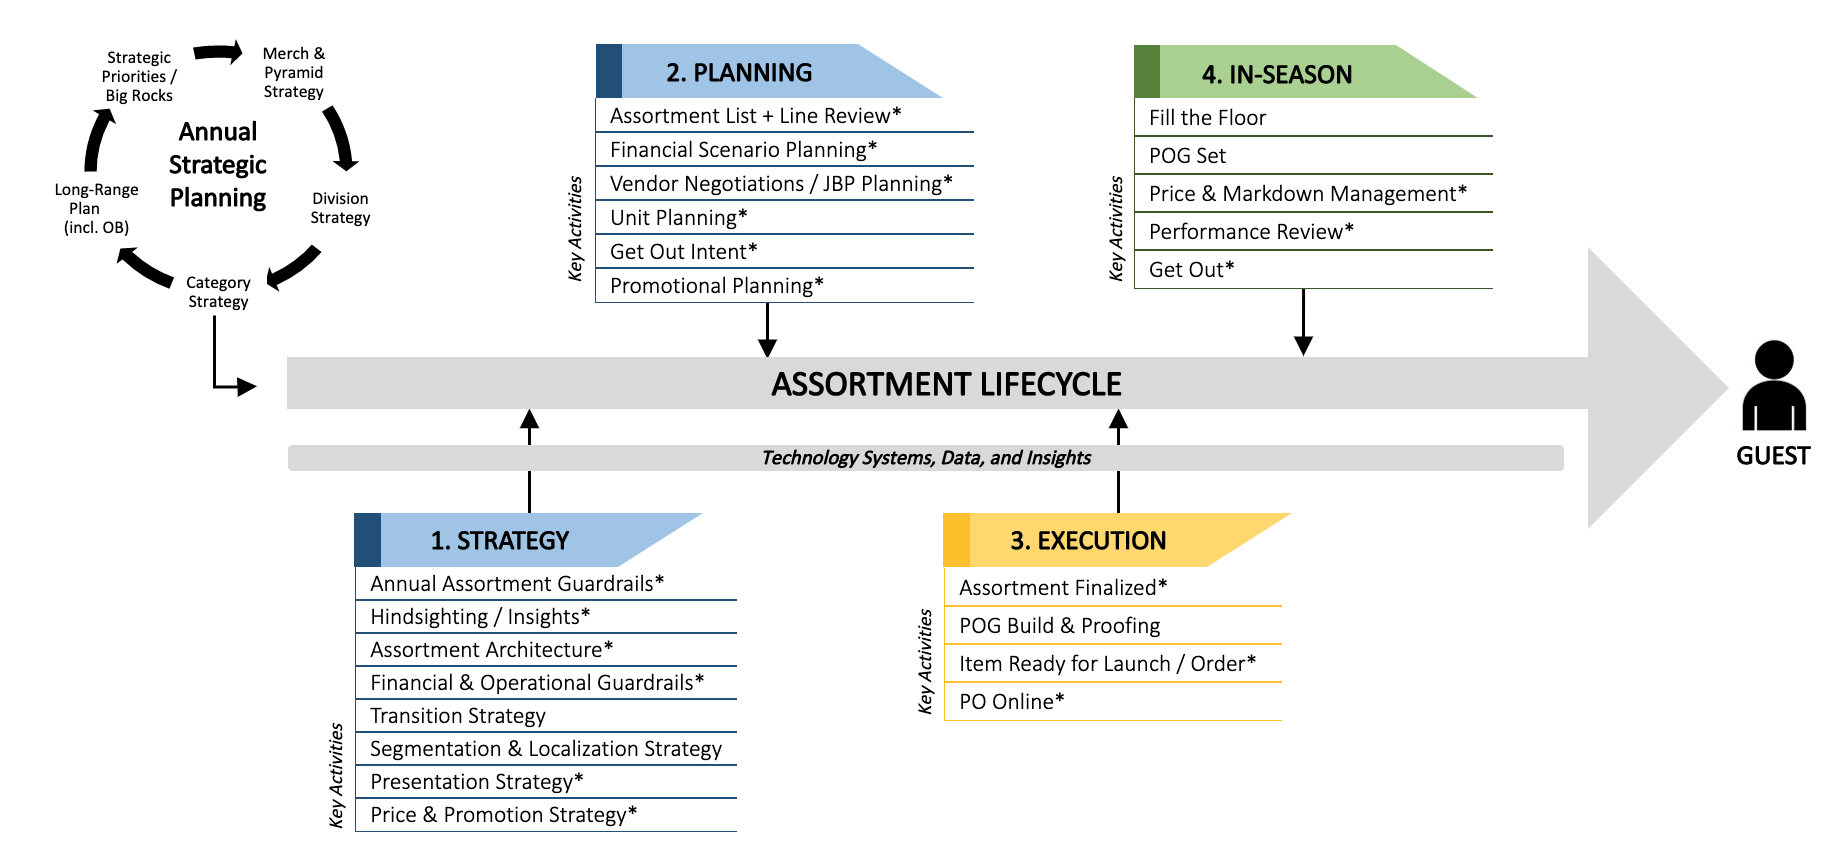 Strategic
Priorities /
Big Rocks
Merch &
Pyramid
Strategy
Annual
Strategic
Planning
Long-Range
Plan
(incl. OB)
Division
Strategy
Category
Strategy
2. PLANNING
Key Activities
Assortment List + Line Review*
Financial Scenario Planning*
Vendor Negotiations / JBP Planning*
Unit Planning*
Get Out Intent*
Promotional Planning*
4. IN-SEASON
Key Activities
Fill the Floor
POG Set
Price & Markdown Management*
Performance Review*
Get Out*
ASSORTMENT LIFECYCLE
Technology Systems, Data, and Insights
GUEST
1. STRATEGY
Key Activities
Annual Assortment Guardrails*
Hindsighting / Insights*
Assortment Architecture*
Financial & Operational Guardrails*
Transition Strategy
Segmentation & Localization Strategy
Presentation Strategy*
Price & Promotion Strategy*
3. EXECUTION
Key Activities
Assortment Finalized*
POG Build & Proofing
Item Ready for Launch / Order*
PO Online*